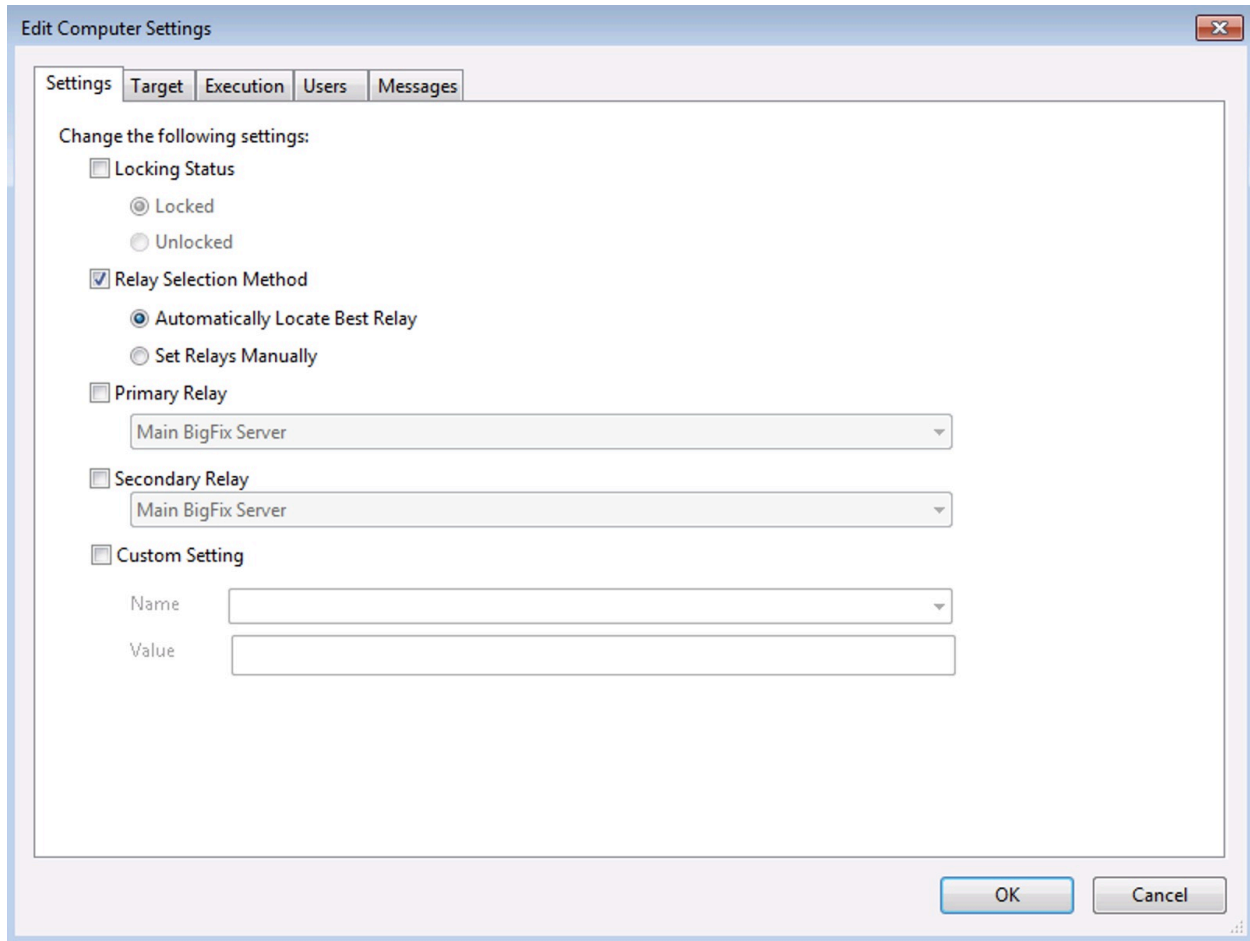 Edit Computer Settings
Settings Target Execution Users Messages
Change the following settings:
Locking Status
Locked
Unlocked
Relay Selection Method
Automatically Locate Best Relay
Set Relays Manually
Primary Relay
Main BigFix Server
Secondary Relay
Main BigFix Server
Custom Setting
Name
Value
OK Cancel